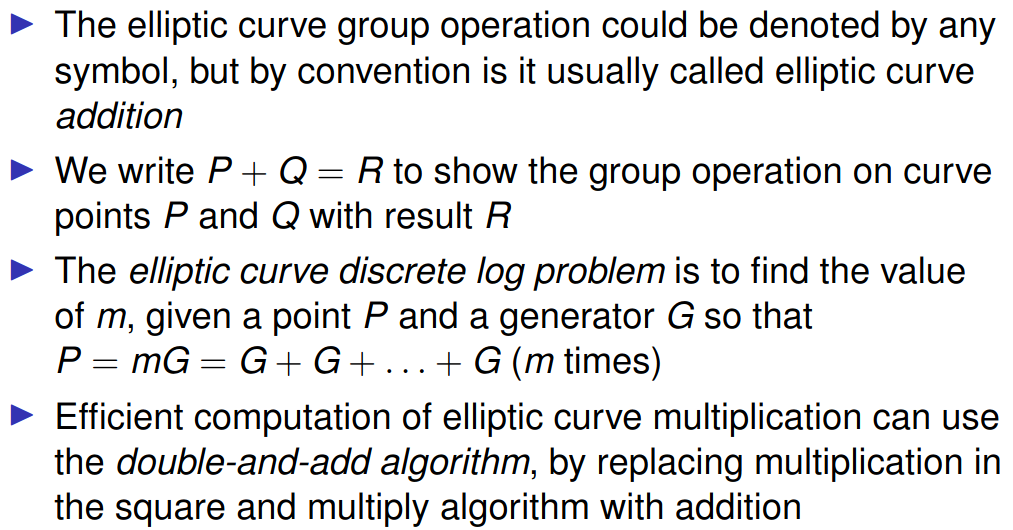 ▶ The elliptic curve group operation could be denoted by any
symbol, but by convention is it usually called elliptic curve
addition
▶ We write P + Q = R to show the group operation on curve
points P and Q with result R
▶ The elliptic curve discrete log problem is to find the value
of m, given a point P and a generator G so that
P = mG = G + G + . . . + G (m times)
▶ Efficient computation of elliptic curve multiplication can use
the double-and-add algorithm, by replacing multiplication in
the square and multiply algorithm with addition